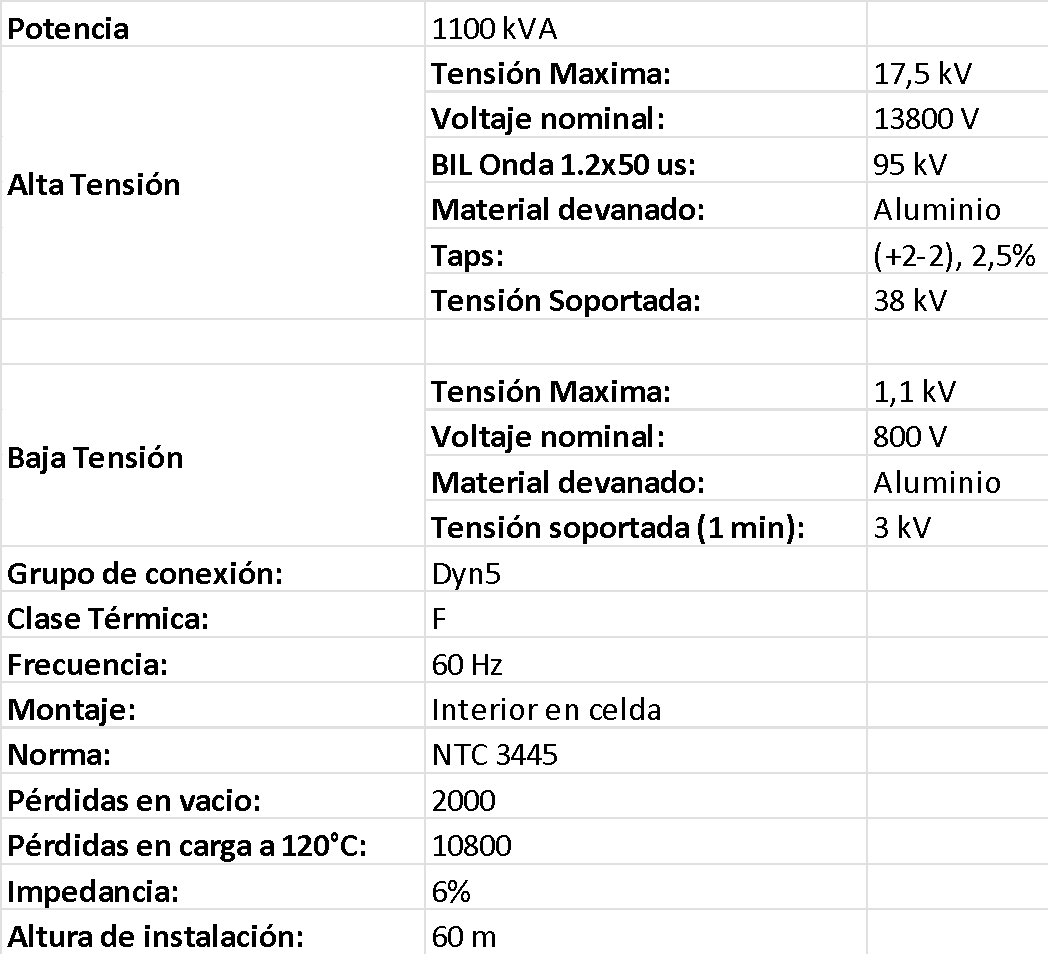 Potencia 1100 kVA
Tensión Maxima: 17,5 kV
Voltaje nominal: 13800 V
BIL Onda 1.2x50 us: 95 kV
Alta Tensión
Material devanado: Aluminio
Taps: (+2-2), 2,5%
Tensión Soportada: 38 kV
Tensión Maxima: 1,1 kV
Voltaje nominal: 800 V
Baja Tensión
Material devanado: Aluminio
Tensión soportada (1 min): 3 kV
Grupo de conexión: Dyn5
Clase Térmica: F
Frecuencia: 60 Hz
Montaje: Interior en celda
Norma: NTC 3445
Pérdidas en vacio: 2000
Pérdidas en carga a 120°C: 10800
Impedancia: 6%
Altura de instalación: 60 m